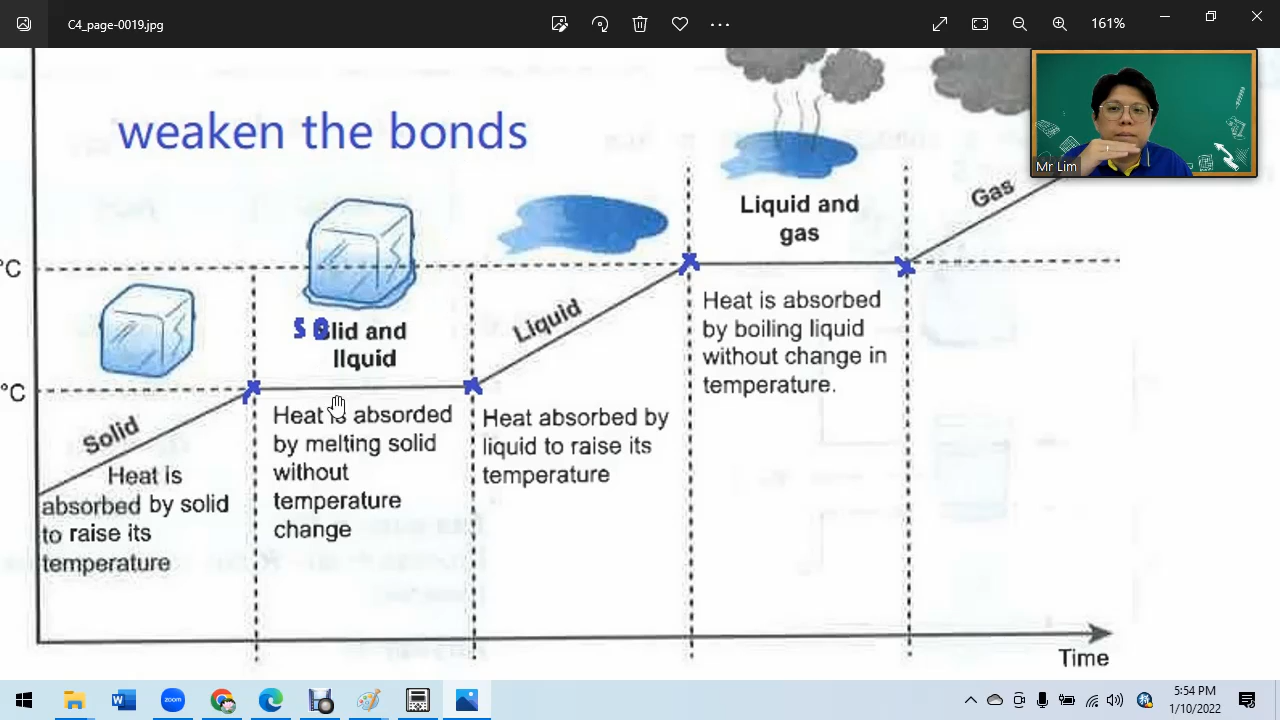 C4_page-0019.jpg
161%
weaken the bonds
Mr Lim
Liquid and
gas
Gas
°C
Solid and
liquid
Liquid
Heat is absorbed
by boiling liquid
without change in
temperature.
°C
Solid
Heat is absorded
by melting solid
without
temperature
change
Heat absorbed by
liquid to raise its
temperature
Heat is
absorbed by solid
to raise its
temperature
Time
zoom
5:54 PM
1/10/2022